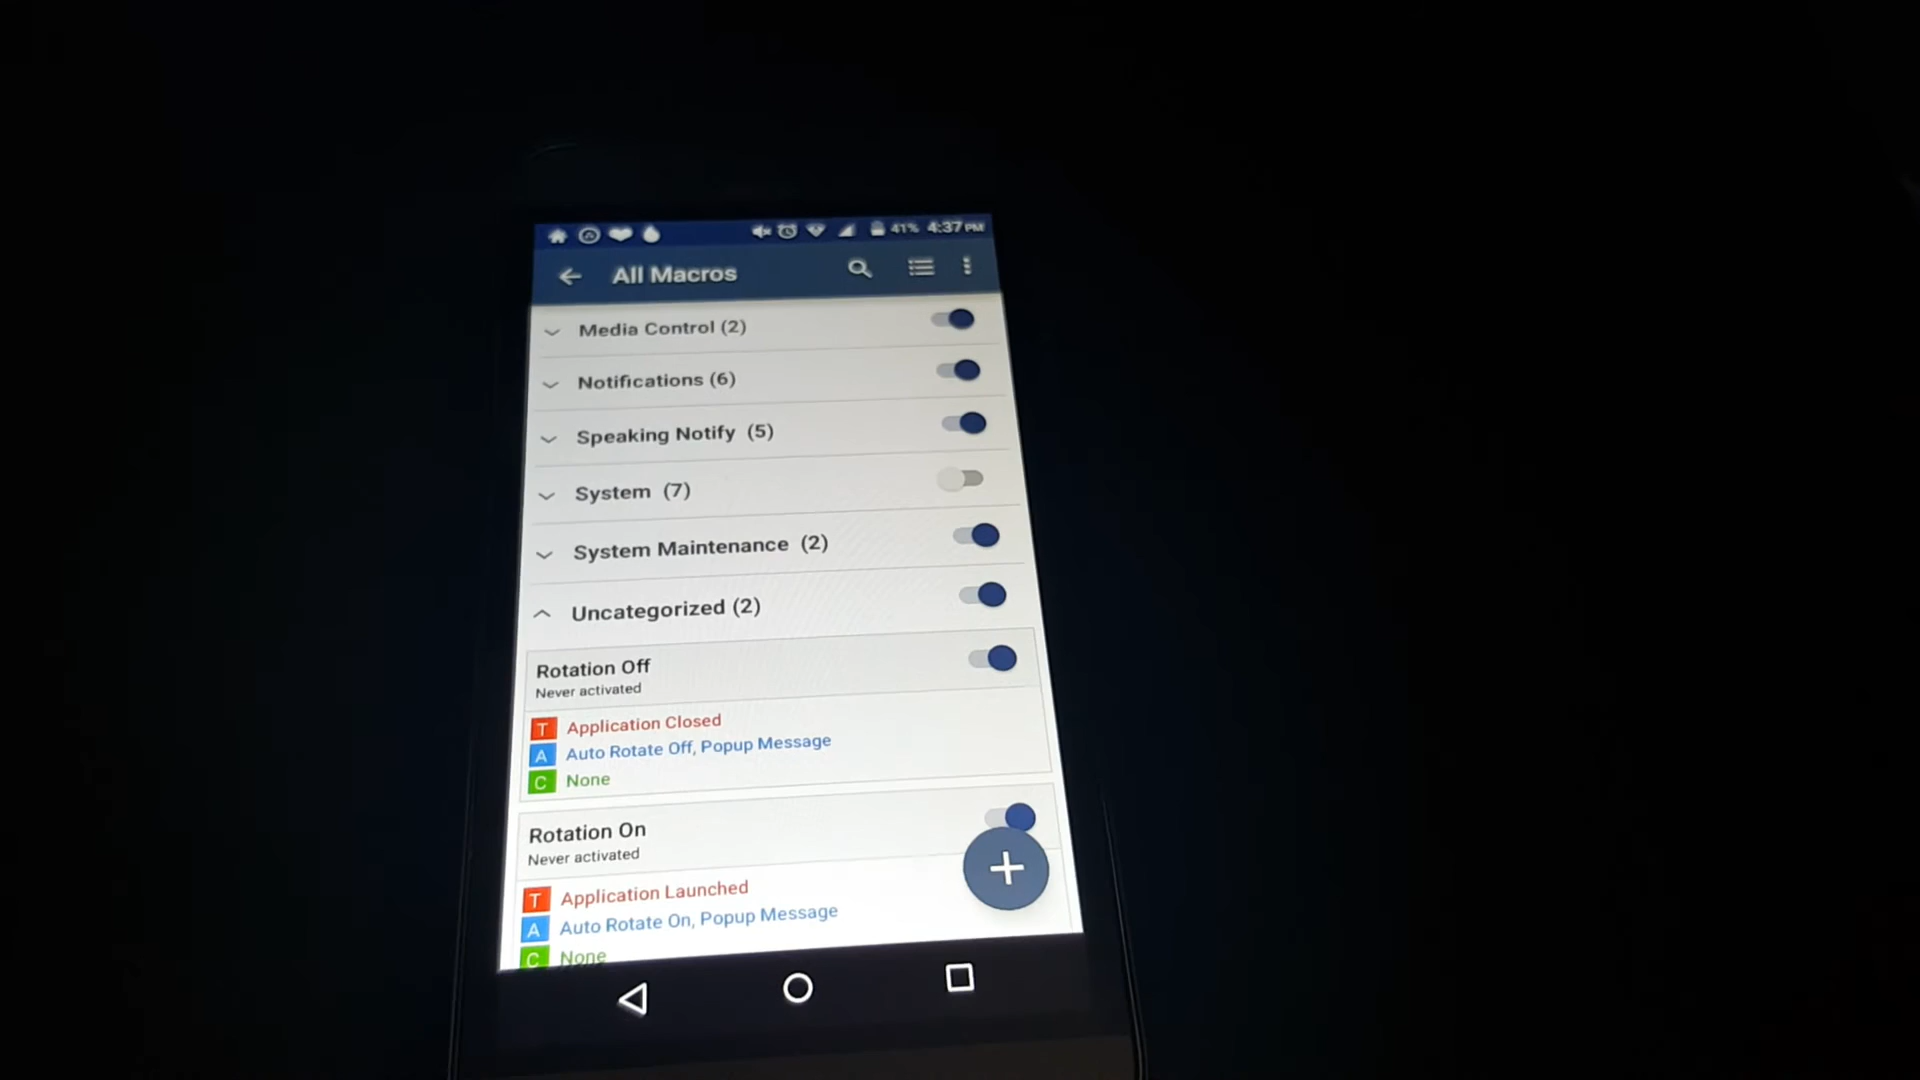 41% 4:37 PM
All Macros
Media Control (2)
Notifications (6)
Speaking Notify (5)
System (7)
System Maintenance (2)
Uncategorized (2)
Rotation Off
Never activated
T Application Closed
A Auto Rotate Off, Popup Message
C None
Rotation On
Never activated
T Application Launched
A Auto Rotate On, Popup Message
C None